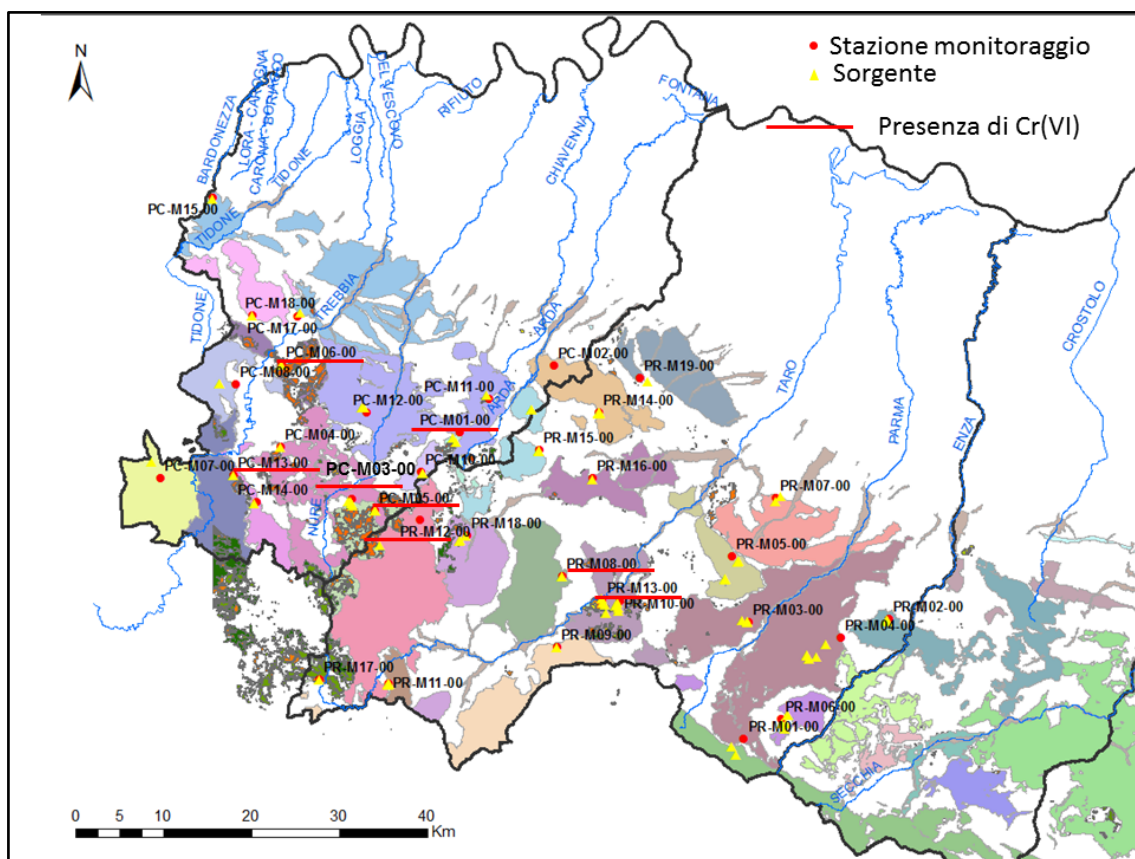 N
Stazione monitoraggio
Sorgente
Presenza di Cr(VI)
BARDONEZZA
LORA - CAROGNA
CARONA - BORIACCO
TIDONE
LOGGIA
DEL VESCOVO
RIFIUTO
CHIAVENNA
FONTANA
PC-M15-00
TIDONE
TIDONE
TREBBIA
ARDA
TARO
PARMA
ENZA
CROSTOLO
PC-M18-00
PC-M17-00
PC-M06-00
PC-M08-00
PC-M02-00
PR-M19-00
PC-M11-00
ARDA
PC-M12-00
PC-M01-00
PR-M14-00
PC-M04-00
PR-M15-00
PC-M07-00
PC-M13-00
PC-M03-00
PC-M10-00
PR-M16-00
PC-M14-00
PC-M05-00
PR-M07-00
NURE
PR-M12-00
PR-M18-00
PR-M05-00
PR-M08-00
PR-M13-00
PR-M10-00
PR-M03-00
PR-M02-00
PR-M04-00
PR-M09-00
PR-M17-00
PR-M11-00
PR-M06-00
PR-M01-00
SECCHIA
0 5 10 20 30 40
Km